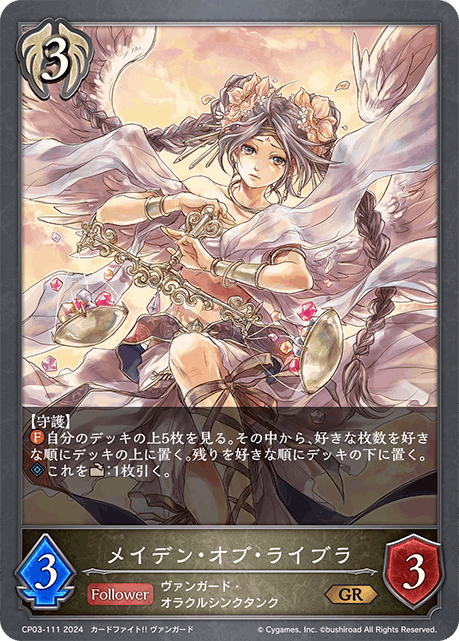 3
【守護】
F 自分のデッキの上5枚を見る。その中から、好きな枚数を好き
な順にデッキの上に置く。残りを好きな順にデッキの下に置く。
これを:1枚引く。
メイデン・オブ・ライブラ
3
Follower
ヴァンガード・
オラクルシンクタンク
GR
3
CP03-111 2024 カードファイト!! ヴァンガード
© Cygames, Inc. ©bushiroad All Rights Reserved.